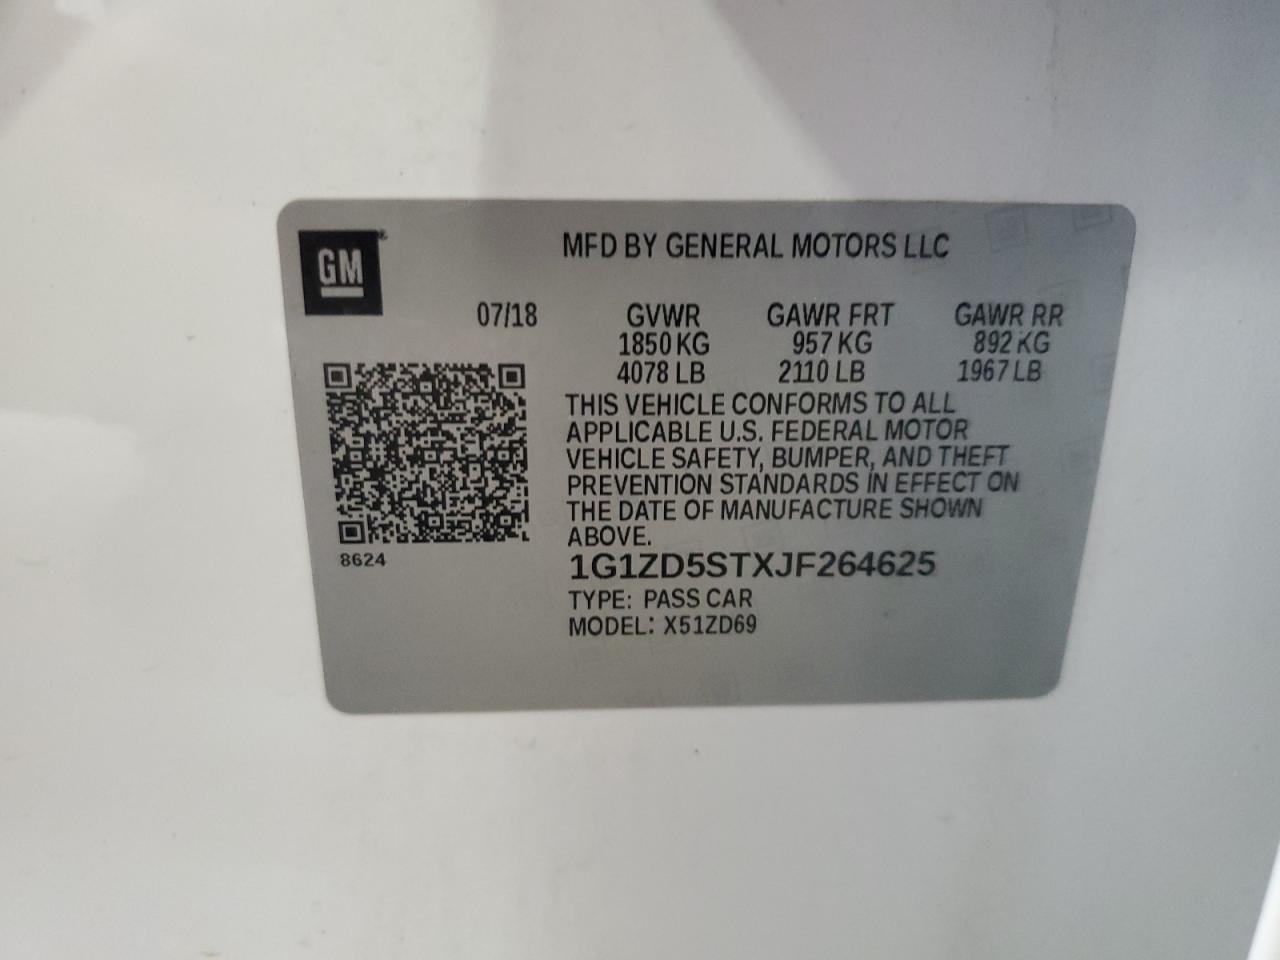 GM
MFD BY GENERAL MOTORS LLC
07/18 GVWR GAWR FRT GAWR RR
1850 KG 957 KG 892 KG
4078 LB 2110 LB 1967 LB
THIS VEHICLE CONFORMS TO ALL
APPLICABLE U.S. FEDERAL MOTOR
VEHICLE SAFETY, BUMPER, AND THEFT
PREVENTION STANDARDS IN EFFECT ON
THE DATE OF MANUFACTURE SHOWN
ABOVE.
8624
1G1ZD5STXJF264625
TYPE: PASS CAR
MODEL: X51ZD69